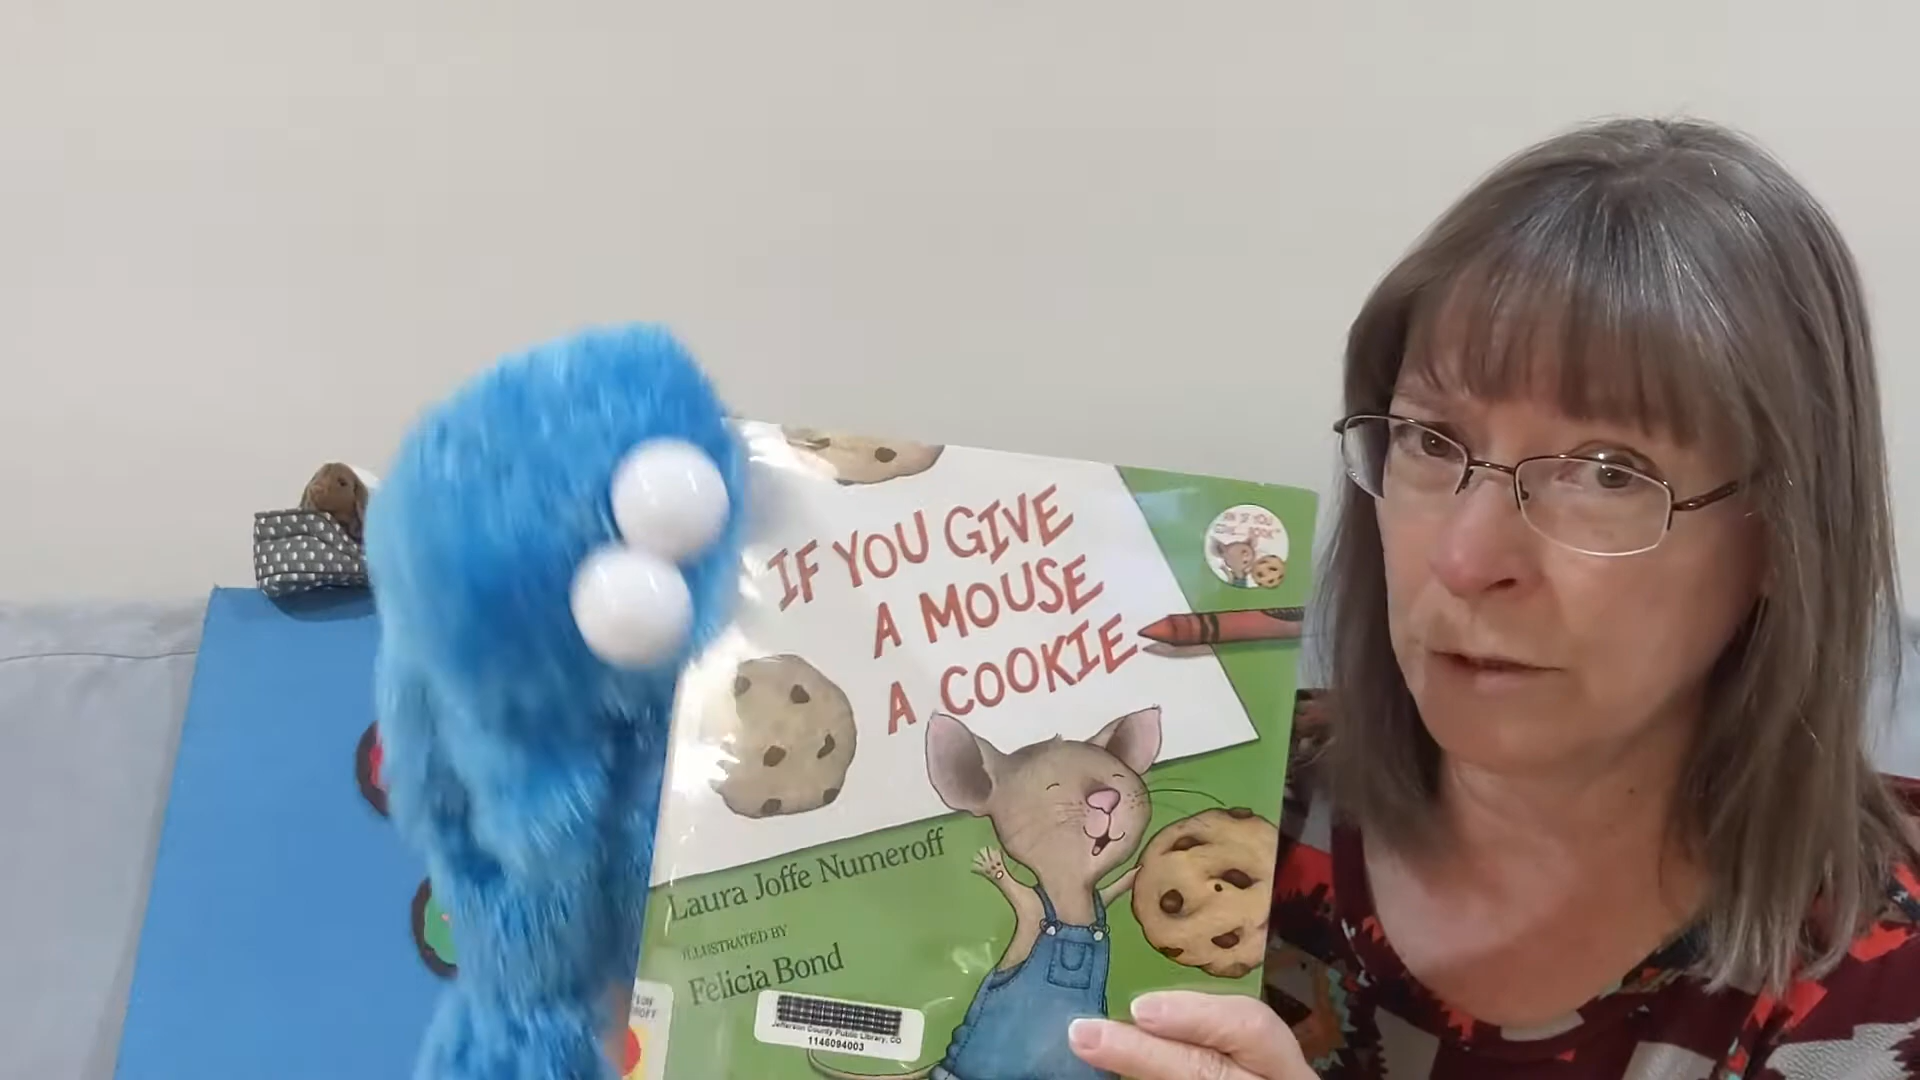 IF YOU GIVE
A MOUSE
A COOKIE
Laura Joffe Numeroff
ILLUSTRATED BY
Felicia Bond
Jefferson County Public Library, CO
1146094003